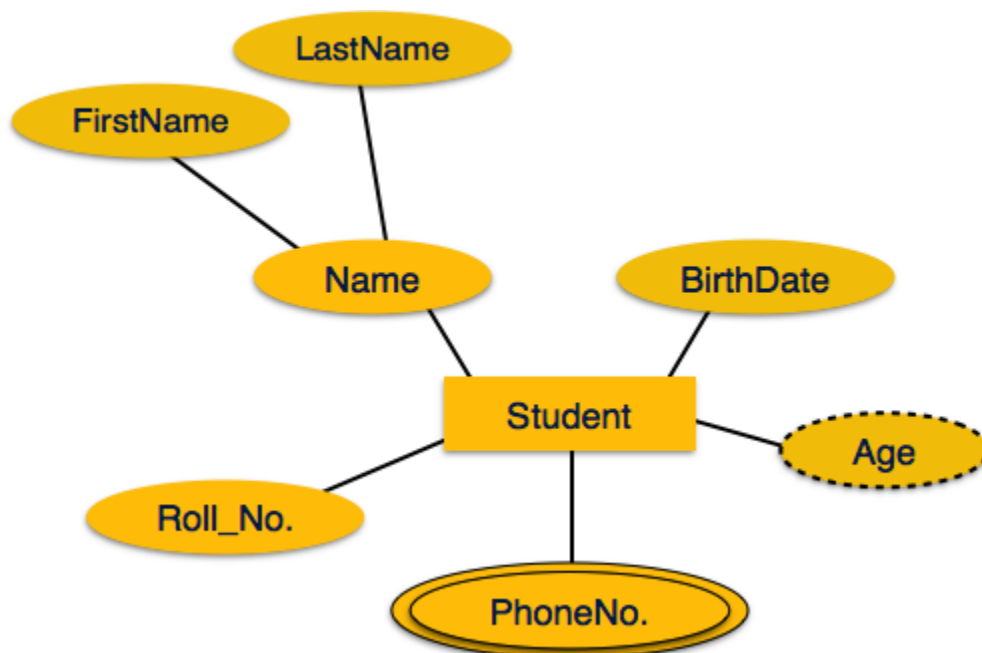 LastName
FirstName
Name
BirthDate
Student
Age
Roll_No.
PhoneNo.